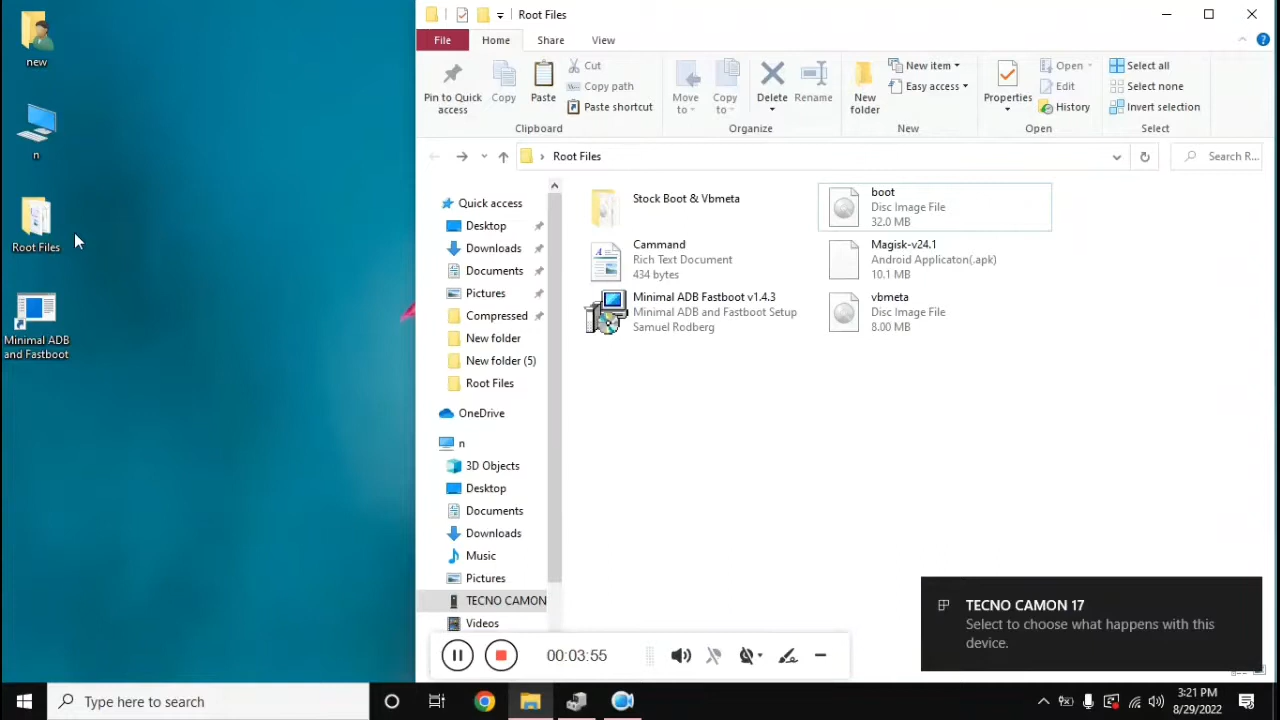 new
n
Root Files
Minimal ADB
and Fastboot
Root Files
File
Home
Share
View
Pin to Quick
access
Copy
Paste
Cut
Copy path
Paste shortcut
Clipboard
Move
to
Copy
to
Delete
Rename
Organize
New
folder
New item
Easy access
New
Properties
Open
Edit
History
Open
Select all
Select none
Invert selection
Select
Root Files
Search R...
Quick access
Desktop
Downloads
Documents
Pictures
Compressed
New folder
New folder (5)
Root Files
OneDrive
n
3D Objects
Desktop
Documents
Downloads
Music
Pictures
TECNO CAMON
Videos
Stock Boot & Vbmeta
Cammand
Rich Text Document
434 bytes
Minimal ADB Fastboot v1.4.3
Minimal ADB and Fastboot Setup
Samuel Rodberg
boot
Disc Image File
32.0 MB
Magisk-v24.1
Android Applicaton(.apk)
10.1 MB
vbmeta
Disc Image File
8.00 MB
TECNO CAMON 17
Select to choose what happens with this
device.
00:03:55
Type here to search
3:21 PM
8/29/2022